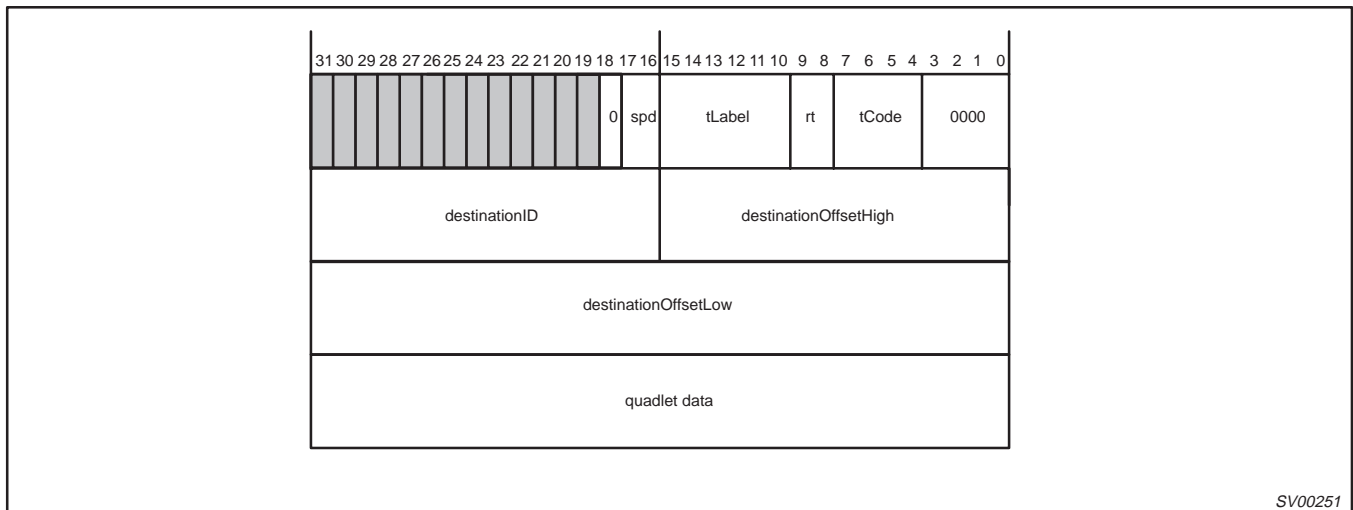 31 30 29 28 27 26 25 24 23 22 21 20 19 18 17 16 15 14 13 12 11 10 9 8 7 6 5 4 3 2 1 0
0 spd tLabel rt tCode 0000
destinationID destinationOffsetHigh
destinationOffsetLow
quadlet data
SV00251